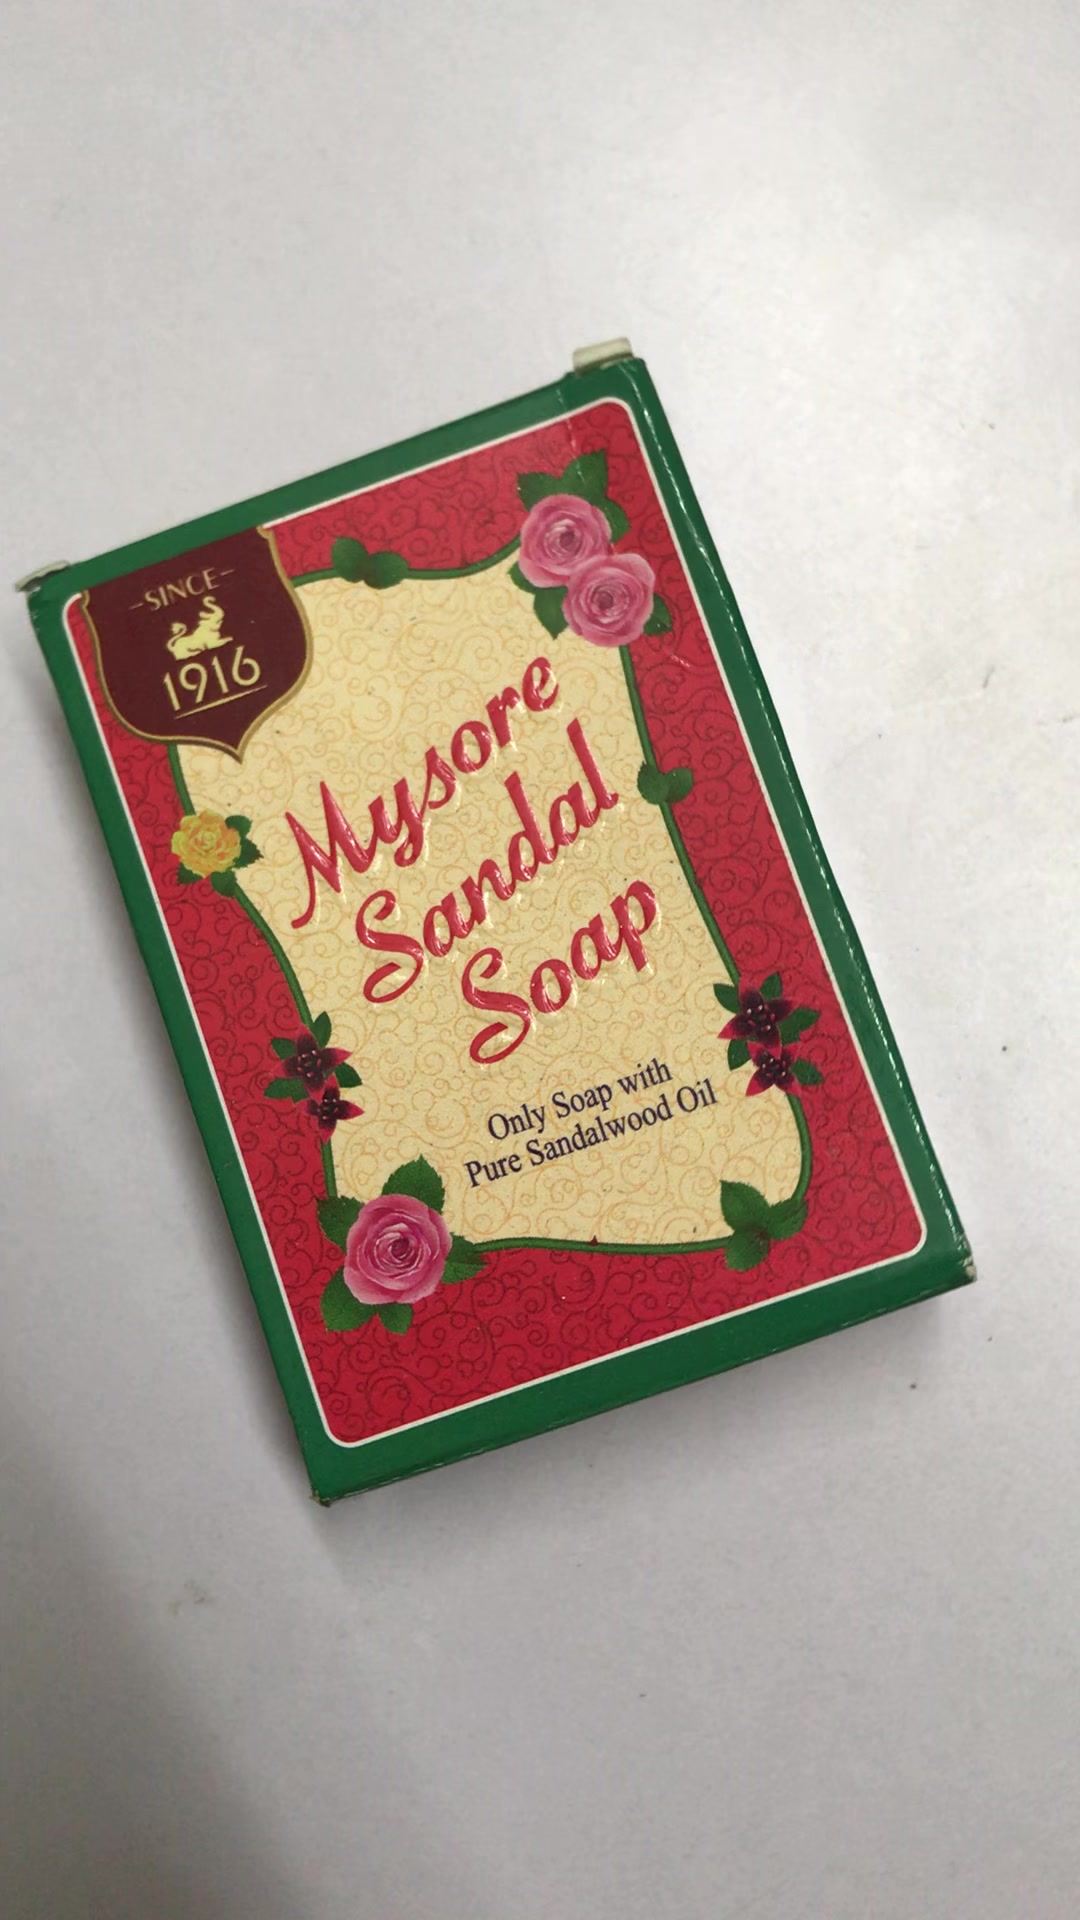 -SINCE-
1916
Mysore
Sandal
Soap
Only Soap with
Pure Sandalwood Oil